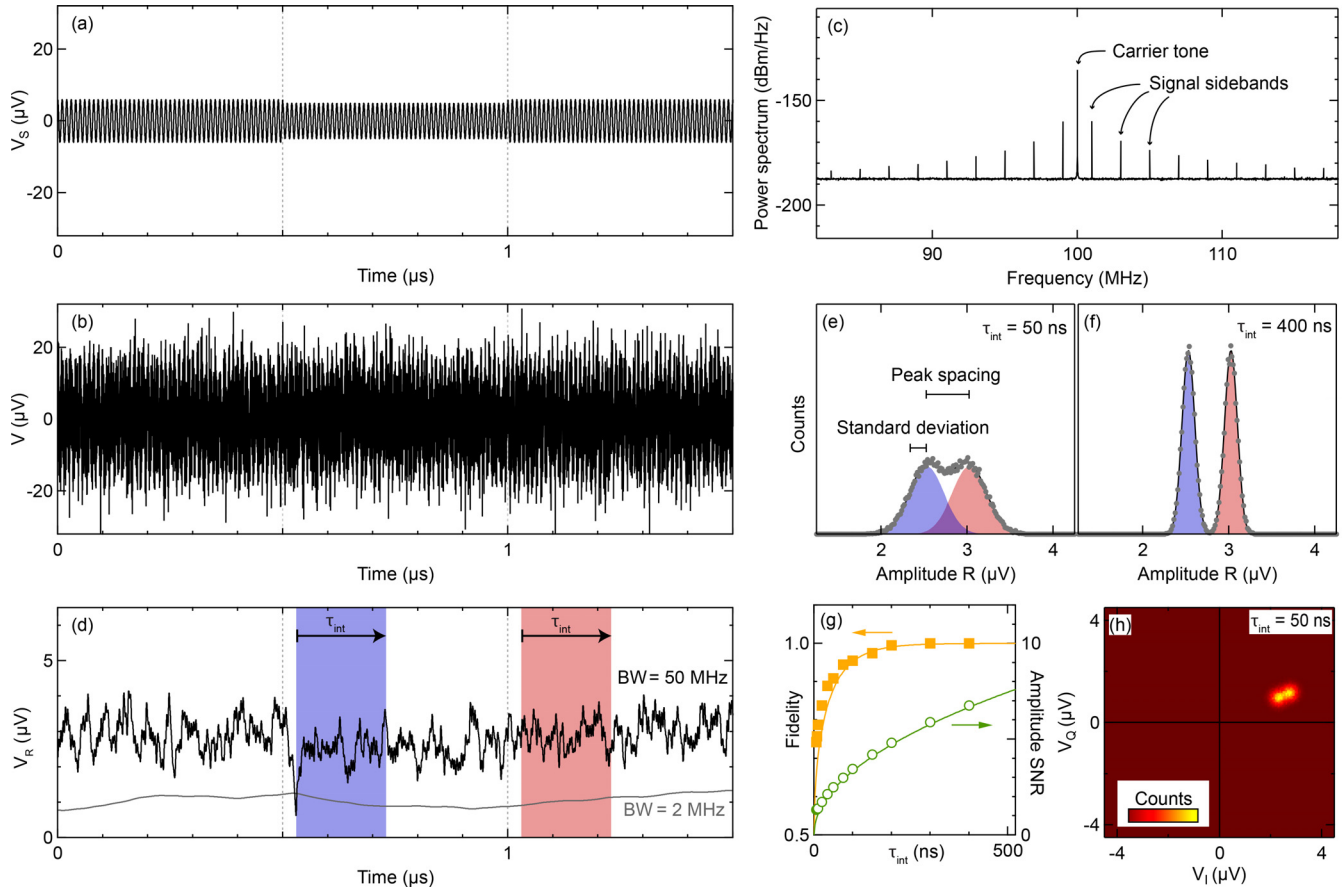 (a)
V_S (µV)
20
0
-20
0
1
Time (µs)
(b)
V (µV)
20
0
-20
0
1
Time (µs)
(c)
Power spectrum (dBm/Hz)
-150
-200
Carrier tone
Signal sidebands
90
100
110
Frequency (MHz)
(d)
V_R (µV)
5
0
τ_int
τ_int
BW = 50 MHz
BW = 2 MHz
0
1
Time (µs)
(e)
τ_int = 50 ns
Peak spacing
Standard deviation
Counts
2
3
4
Amplitude R (µV)
(f)
τ_int = 400 ns
2
3
4
Amplitude R (µV)
(g)
Fidelity
1.0
0.5
10
0
Amplitude SNR
0
500
τ_int (ns)
(h)
τ_int = 50 ns
V_Q (µV)
4
0
-4
Counts
-4
0
4
V_I (µV)